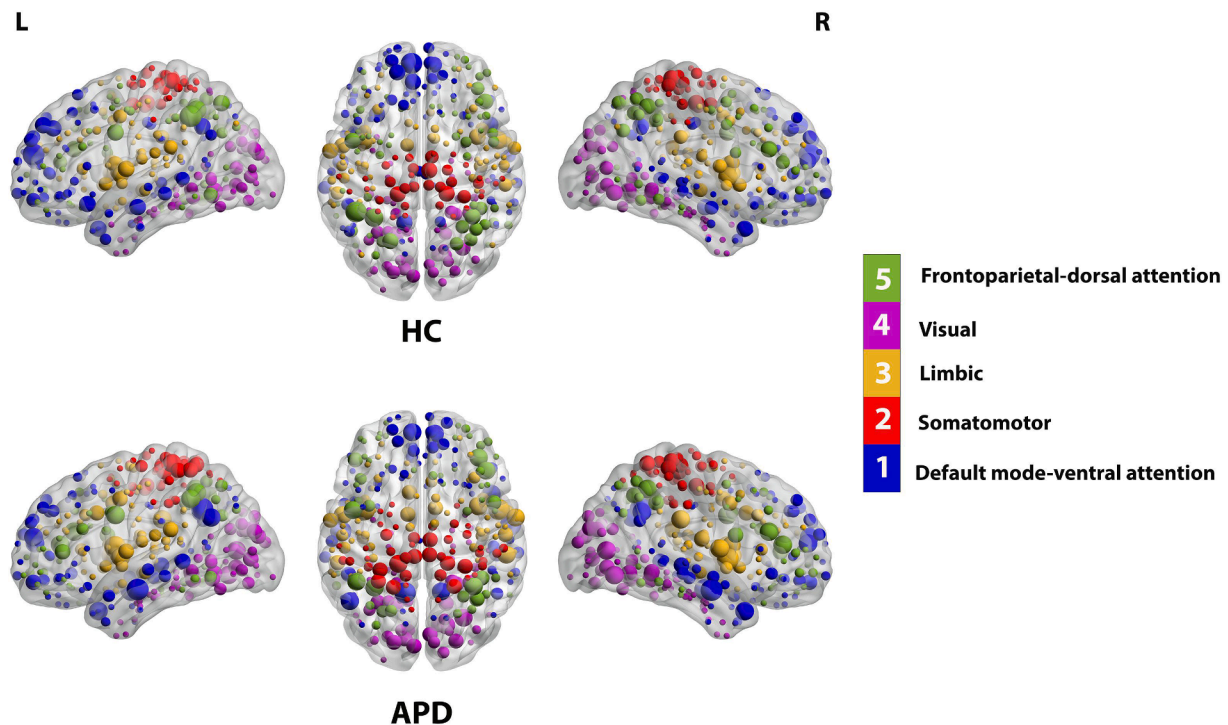 L
R
HC
5 Frontoparietal-dorsal attention
4 Visual
3 Limbic
2 Somatomotor
1 Default mode-ventral attention
APD